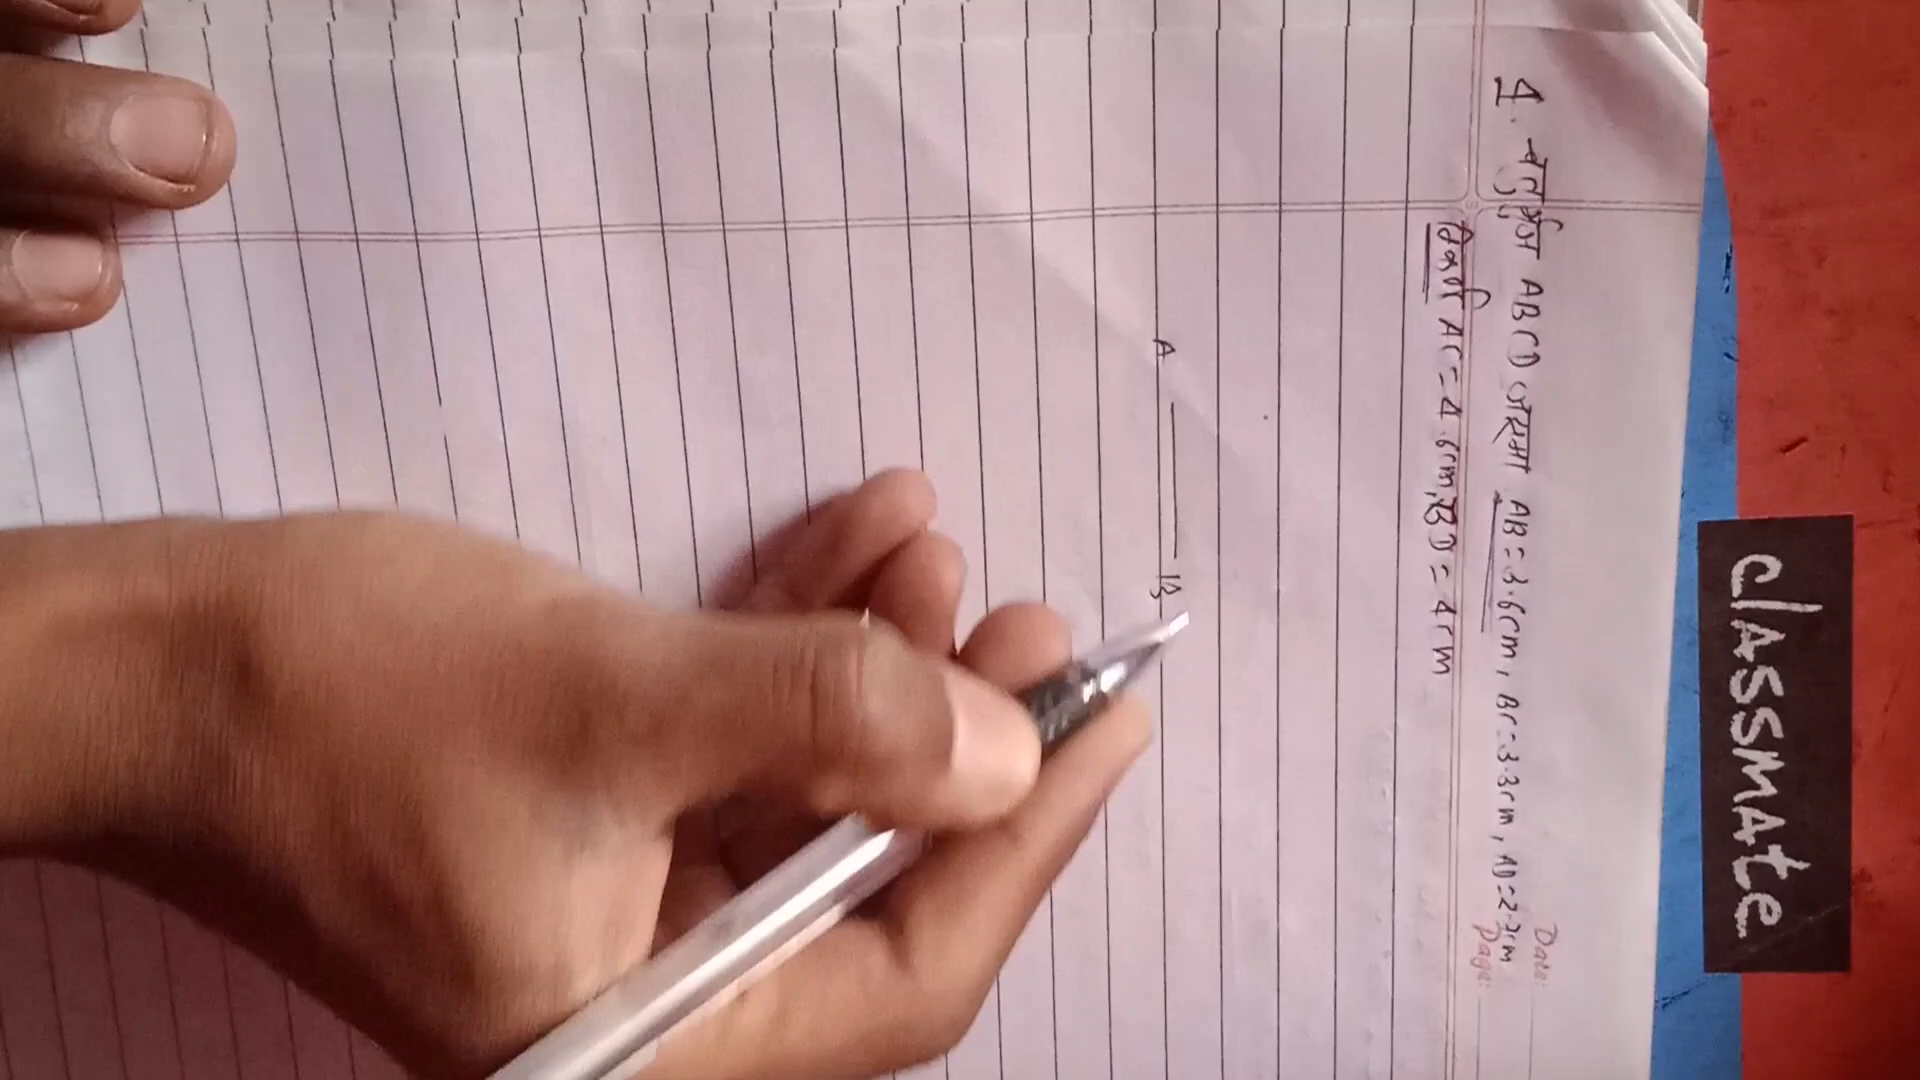 1. चतुर्भुज ABCD जसमा AB=3.6cm, BC=3.3cm, AD=2.7cm
विकर्ण AC=4.6cm, BD=4cm
A
B
Date:
Page:
classmate